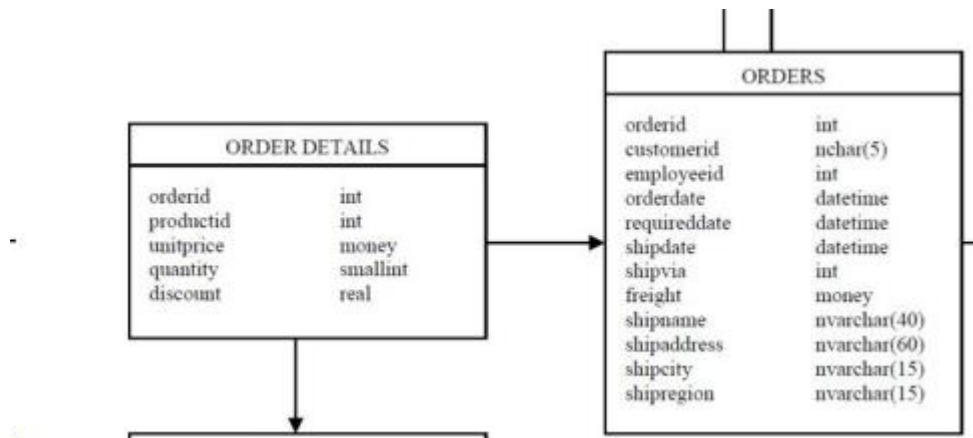 ORDERS
orderid int
customerid nchar(5)
employeeid int
orderdate datetime
requireddate datetime
shipdate datetime
shipvia int
freight money
shipname nvarchar(40)
shipaddress nvarchar(60)
shipcity nvarchar(15)
shipregion nvarchar(15)
ORDER DETAILS
orderid int
productid int
unitprice money
quantity smallint
discount real